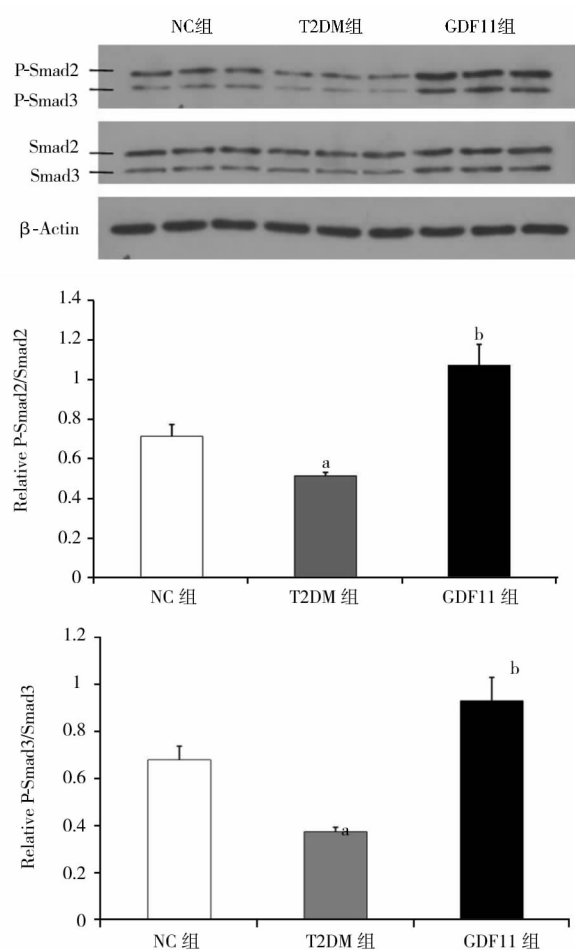 NC组 T2DM组 GDF11组
P-Smad2
P-Smad3
Smad2
Smad3
β-Actin
Relative P-Smad2/Smad2
1.4
1.2
1
0.8
0.6
0.4
0.2
0
a
b
NC 组 T2DM 组 GDF11 组
Relative P-Smad3/Smad3
1.2
1
0.8
0.6
0.4
0.2
0
a
b
NC 组 T2DM 组 GDF11 组